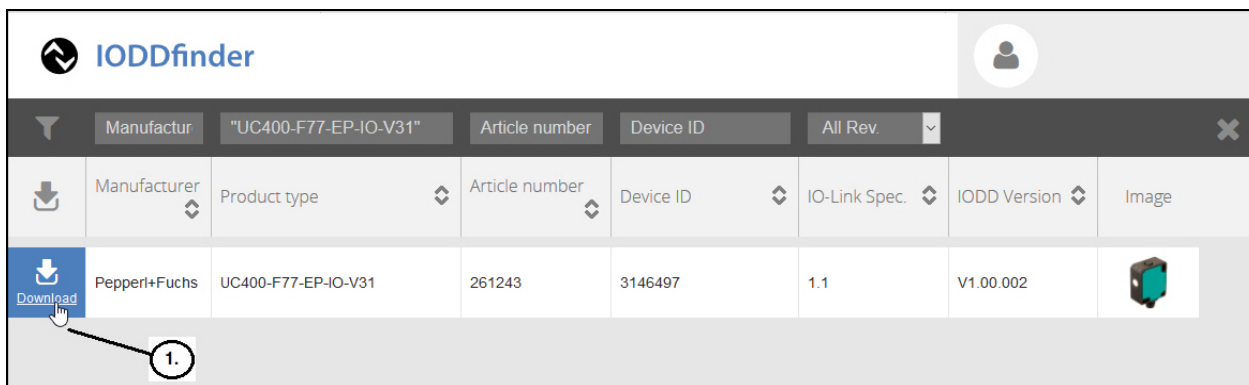 IODDfinder
Manufactur "UC400-F77-EP-IO-V31" Article number Device ID All Rev.
Manufacturer Product type Article number Device ID IO-Link Spec. IODD Version Image
Download Pepperl+Fuchs UC400-F77-EP-IO-V31 261243 3146497 1.1 V1.00.002
1.